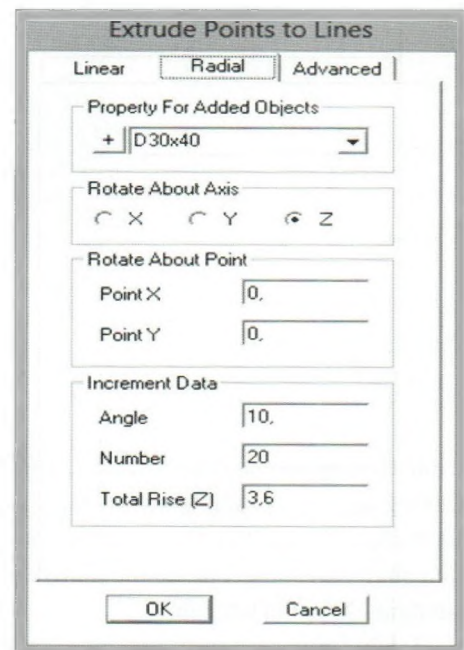 Extrude Points to Lines
Linear Radial Advanced
Property For Added Objects
+ D30x40
Rotate About Axis
X Y Z
Rotate About Point
Point X 0,
Point Y 0,
Increment Data
Angle 10,
Number 20
Total Rise (Z) 3,6
OK Cancel